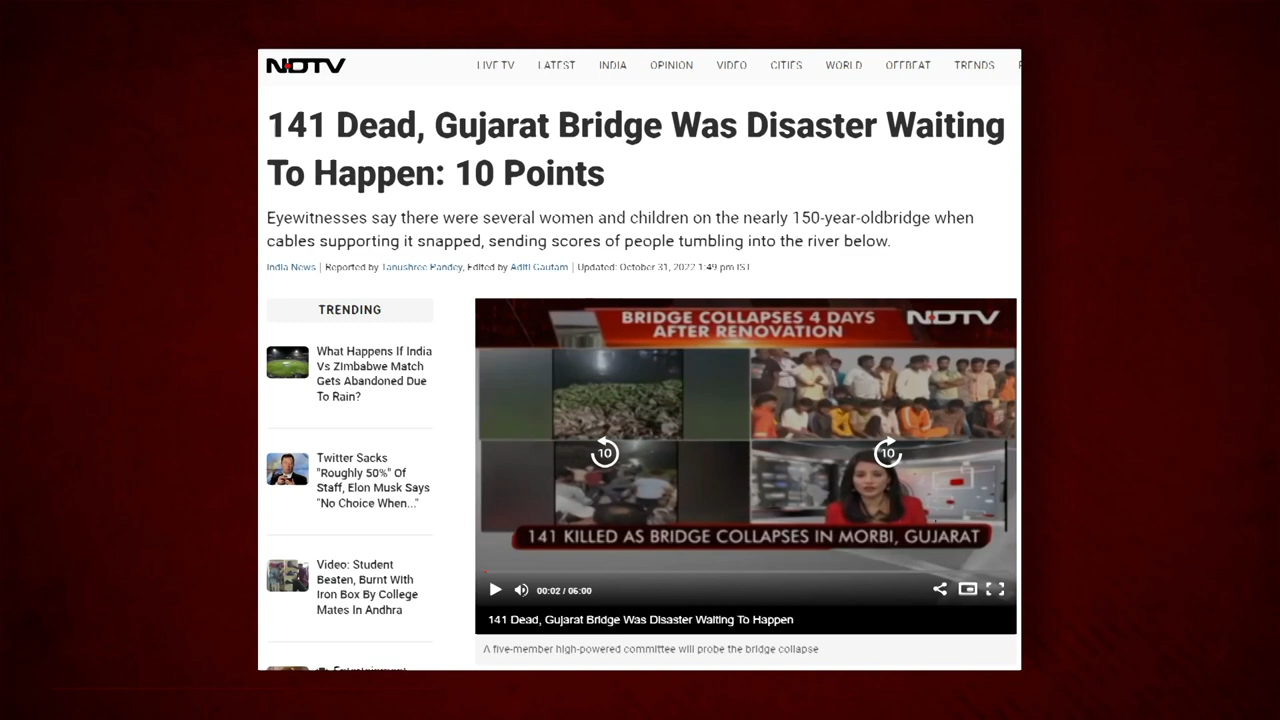 NDTV
LIVE TV LATEST INDIA OPINION VIDEO CITIES WORLD OFFBEAT TRENDS
141 Dead, Gujarat Bridge Was Disaster Waiting
To Happen: 10 Points
Eyewitnesses say there were several women and children on the nearly 150-year-oldbridge when
cables supporting it snapped, sending scores of people tumbling into the river below.
India News | Reported by Tanushree Pandey, Edited by Aditi Gautam | Updated: October 31, 2022 1:49 pm IST
TRENDING
What Happens If India
Vs Zimbabwe Match
Gets Abandoned Due
To Rain?
Twitter Sacks
"Roughly 50%" Of
Staff, Elon Musk Says
"No Choice When..."
Video: Student
Beaten, Burnt With
Iron Box By College
Mates In Andhra
Entertainment
BRIDGE COLLAPSES 4 DAYS
AFTER RENOVATION
NDTV
10
10
141 KILLED AS BRIDGE COLLAPSES IN MORBI, GUJARAT
00:02 / 06:00
141 Dead, Gujarat Bridge Was Disaster Waiting To Happen
A five-member high-powered committee will probe the bridge collapse